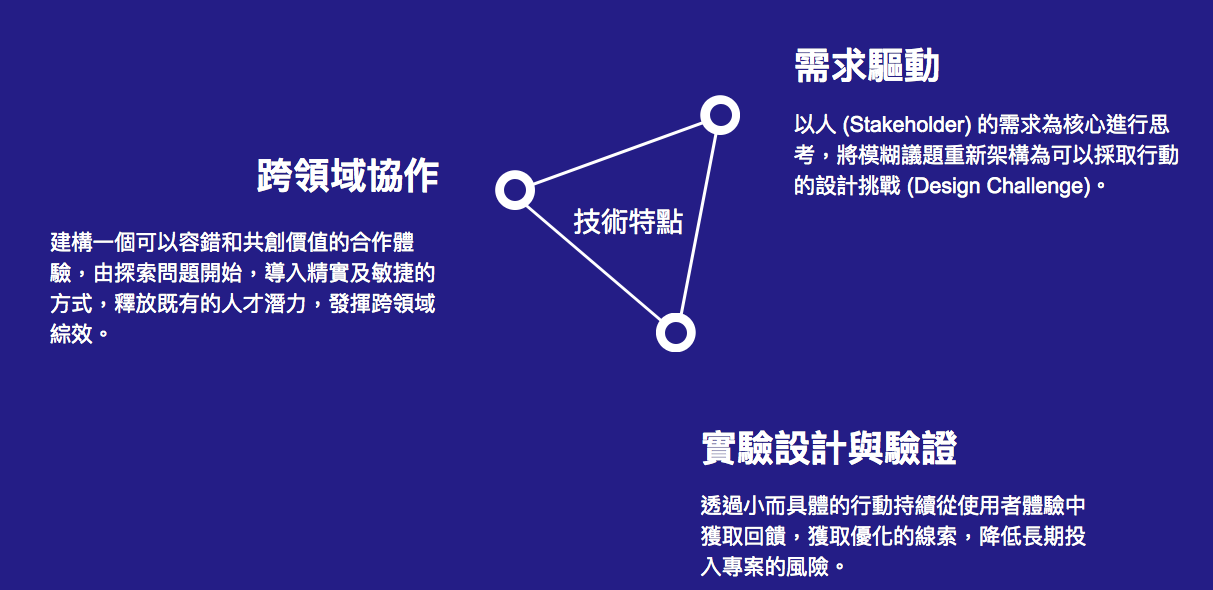 需求驅動
以人 (Stakeholder) 的需求為核心進行思
考，將模糊議題重新架構為可以採取行動
的設計挑戰 (Design Challenge)。
跨領域協作
建構一個可以容錯和共創價值的合作體
驗，由探索問題開始，導入精實及敏捷的
方式，釋放既有的人才潛力，發揮跨領域
綜效。
技術特點
實驗設計與驗證
透過小而具體的行動持續從使用者體驗中
獲取回饋，獲取優化的線索，降低長期投
入專案的風險。